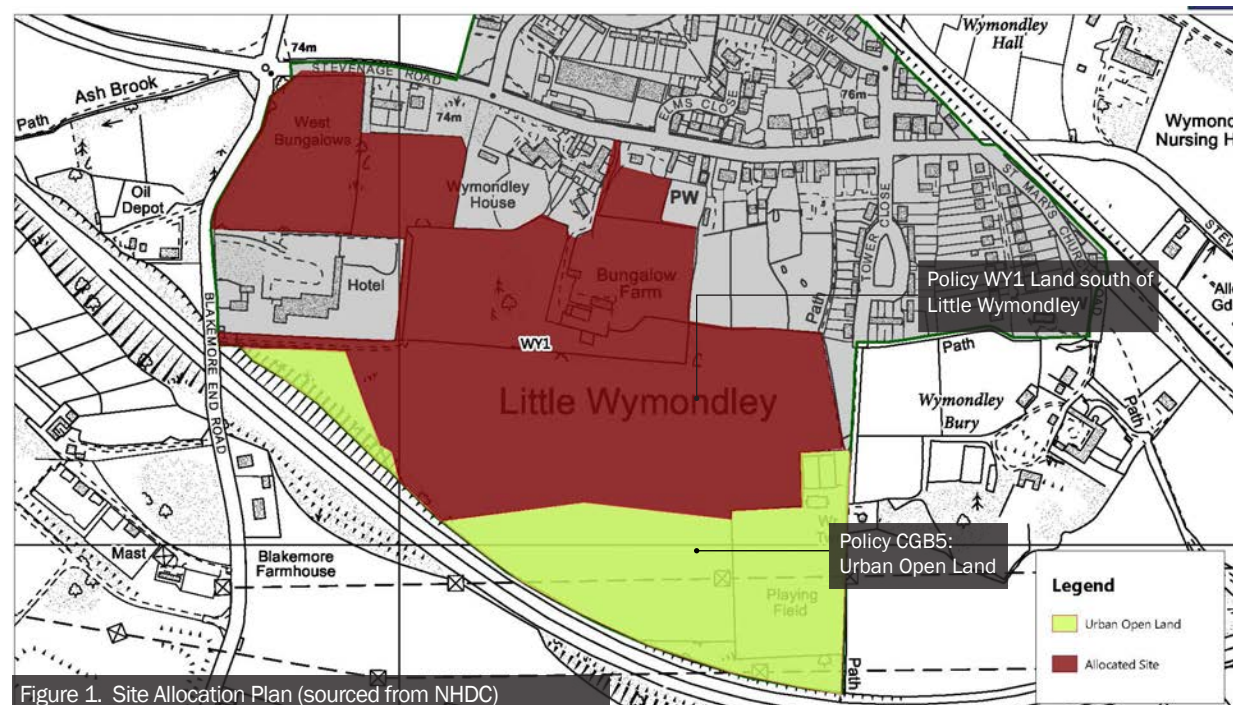 74m
STEVENAGE ROAD
Ash Brook
Path
West
Bungalows
74m
ELMS CLOSE
VIEW
76m
Wymondley
Hall
Nursing
Oil
Depot
Wymondley
House
PW
TOWER CLOSE
ST MARYS CHURCH
ROAD
Hotel
Bungalow
Farm
Path
Policy WY1 Land south of
Little Wymondley
BLAKEMORE END ROAD
WY1
Path
Little Wymondley
Wymondley
Bury
Path
Mast
Blakemore
Farmhouse
Policy CGB5:
Urban Open Land
Playing
Field
Path
Legend
Urban Open Land
Allocated Site
Figure 1. Site Allocation Plan (sourced from NHDC)